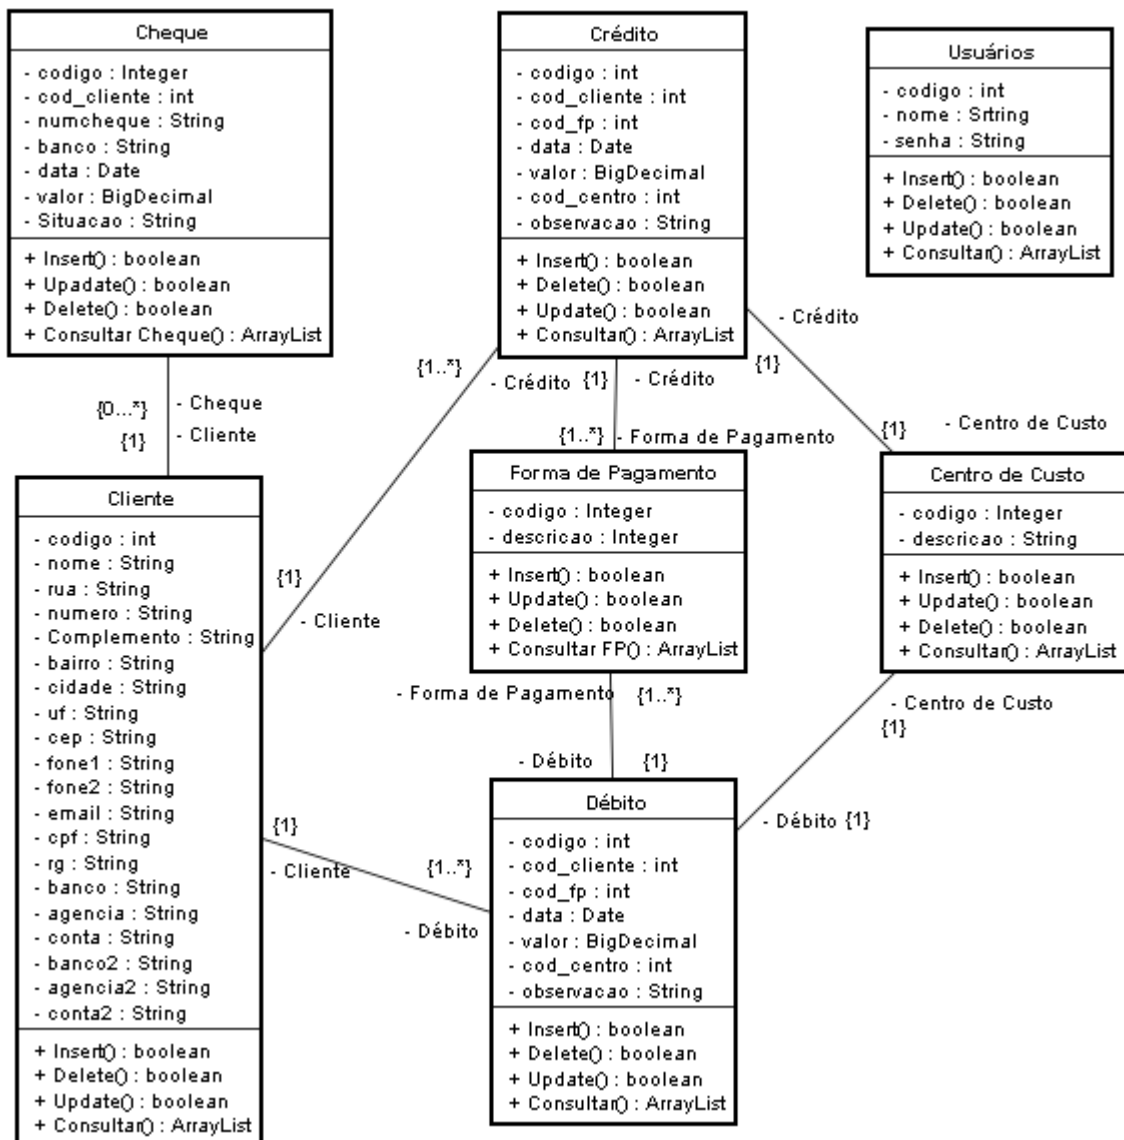 Cheque
- codigo : Integer
- cod_cliente : int
- numcheque : String
- banco : String
- data : Date
- valor : BigDecimal
- Situacao : String
+ Insert() : boolean
+ Upadate() : boolean
+ Delete() : boolean
+ Consultar Cheque() : ArrayList
Crédito
- codigo : int
- cod_cliente : int
- cod_fp : int
- data : Date
- valor : BigDecimal
- cod_centro : int
- observacao : String
+ Insert() : boolean
+ Delete() : boolean
+ Update() : boolean
+ Consultar() : ArrayList
Usuários
- codigo : int
- nome : Srtring
- senha : String
+ Insert() : boolean
+ Delete() : boolean
+ Update() : boolean
+ Consultar() : ArrayList
{0...*}
- Cheque
{1}
- Cliente
{1..*}
- Crédito
{1}
- Crédito
{1}
- Crédito
{1..*}
- Forma de Pagamento
{1}
- Centro de Custo
Cliente
- codigo : int
- nome : String
- rua : String
- numero : String
- Complemento : String
- bairro : String
- cidade : String
- uf : String
- cep : String
- fone1 : String
- fone2 : String
- email : String
- cpf : String
- rg : String
- banco : String
- agencia : String
- conta : String
- banco2 : String
- agencia2 : String
- conta2 : String
+ Insert() : boolean
+ Delete() : boolean
+ Update() : boolean
+ Consultar() : ArrayList
{1}
- Cliente
Forma de Pagamento
- codigo : Integer
- descricao : Integer
+ Insert() : boolean
+ Update() : boolean
+ Delete() : boolean
+ Consultar FP() : ArrayList
Centro de Custo
- codigo : Integer
- descricao : String
+ Insert() : boolean
+ Update() : boolean
+ Delete() : boolean
+ Consultar() : ArrayList
- Forma de Pagamento
{1..*}
- Centro de Custo
{1}
- Débito
{1}
- Débito {1}
{1}
- Cliente
{1..*}
- Débito
Débito
- codigo : int
- cod_cliente : int
- cod_fp : int
- data : Date
- valor : BigDecimal
- cod_centro : int
- observacao : String
+ Insert() : boolean
+ Delete() : boolean
+ Update() : boolean
+ Consultar() : ArrayList